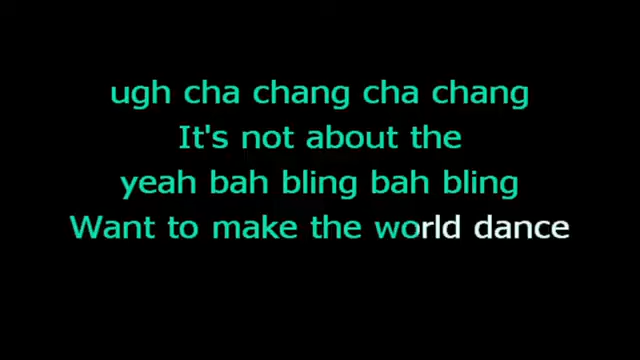 ugh cha chang cha chang
It's not about the
yeah bah bling bah bling
Want to make the world dance